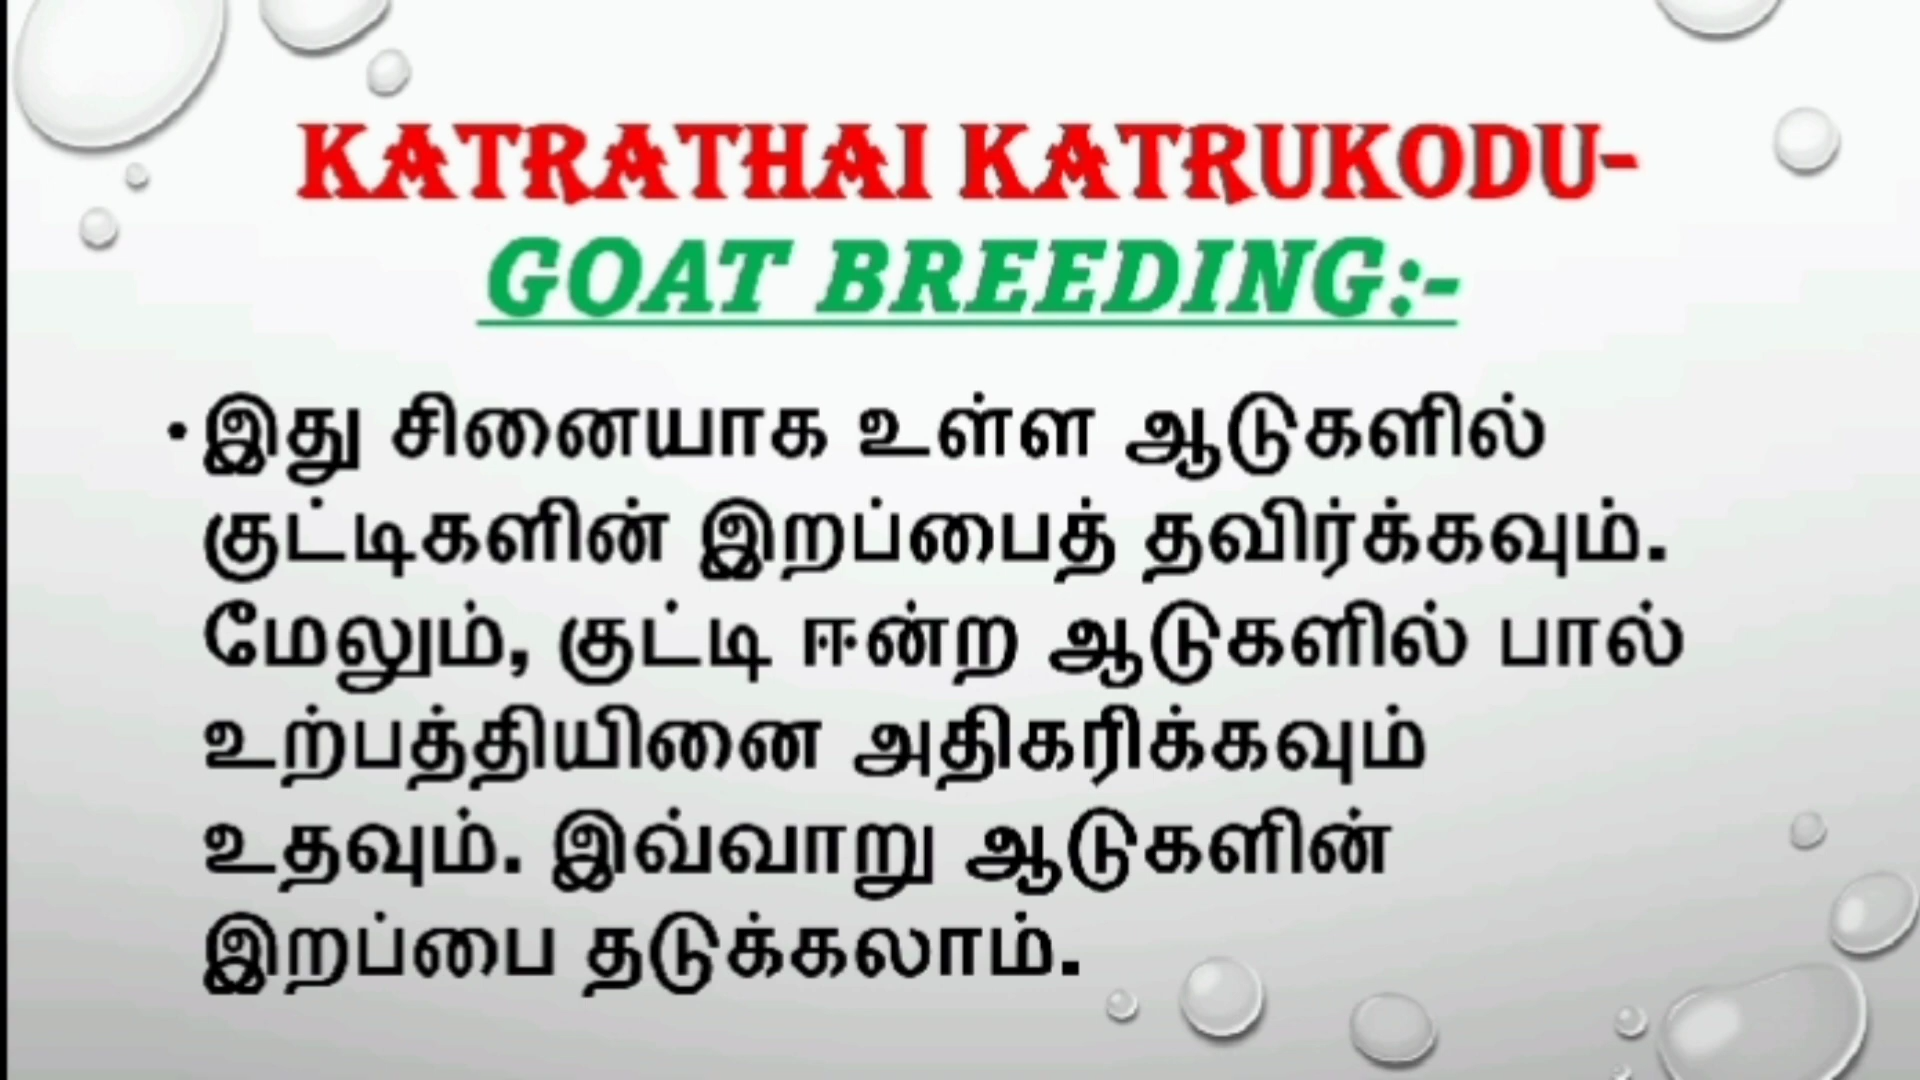 KATRATHAI KATRUKODU-
GOAT BREEDING:-
• இது சினையாக உள்ள ஆடுகளில்
குட்டிகளின் இறப்பைத் தவிர்க்கவும்.
மேலும், குட்டி ஈன்ற ஆடுகளில் பால்
உற்பத்தியினை அதிகரிக்கவும்
உதவும். இவ்வாறு ஆடுகளின்
இறப்பை தடுக்கலாம்.